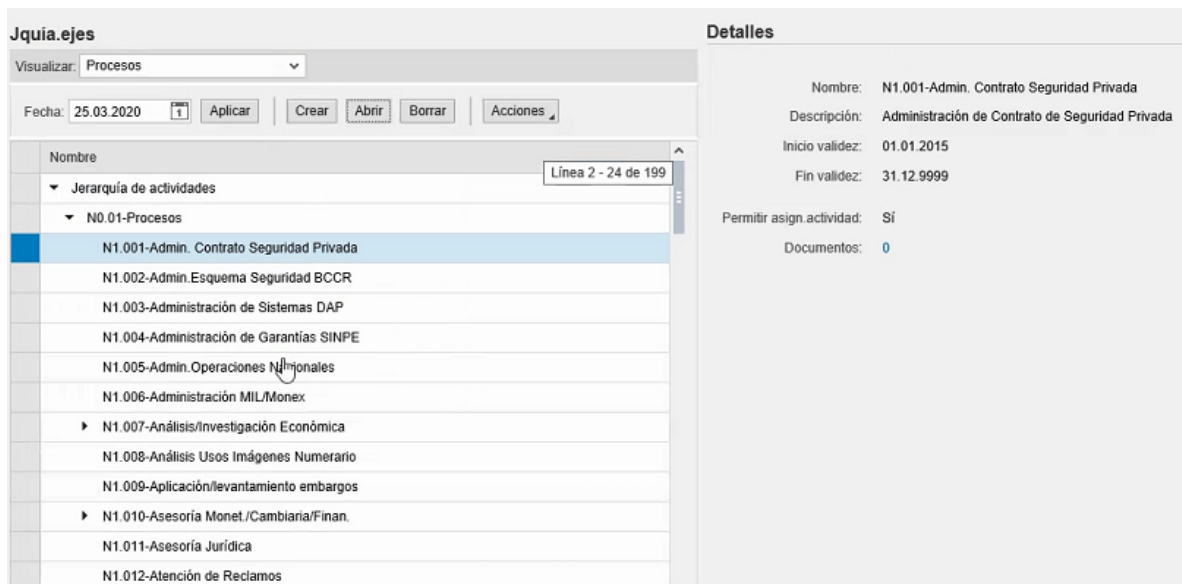 Jquía.ejes
Visualizar: Procesos
Fecha: 25.03.2020 1 Aplicar Crear Abrir Borrar Acciones
Nombre
Línea 2 - 24 de 199
Jerarquía de actividades
N0.01-Procesos
N1.001-Admin. Contrato Seguridad Privada
N1.002-Admin.Esquema Seguridad BCCR
N1.003-Administración de Sistemas DAP
N1.004-Administración de Garantías SINPE
N1.005-Admin.Operaciones Nacionales
N1.006-Administración MIL/Monex
N1.007-Análisis/Investigación Económica
N1.008-Análisis Usos Imágenes Numerario
N1.009-Aplicación/levantamiento embargos
N1.010-Asesoría Monet./Cambiaria/Finan.
N1.011-Asesoría Jurídica
N1.012-Atención de Reclamos
Detalles
Nombre: N1.001-Admin. Contrato Seguridad Privada
Descripción: Administración de Contrato de Seguridad Privada
Inicio validez: 01.01.2015
Fin validez: 31.12.9999
Permitir asign.actividad: Sí
Documentos: 0